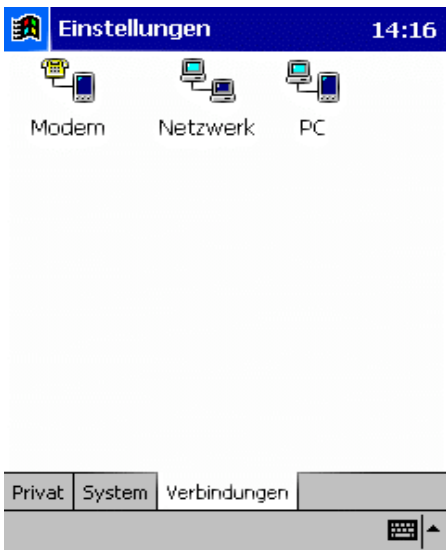 Einstellungen 14:16
Modem Netzwerk PC
Privat System Verbindungen